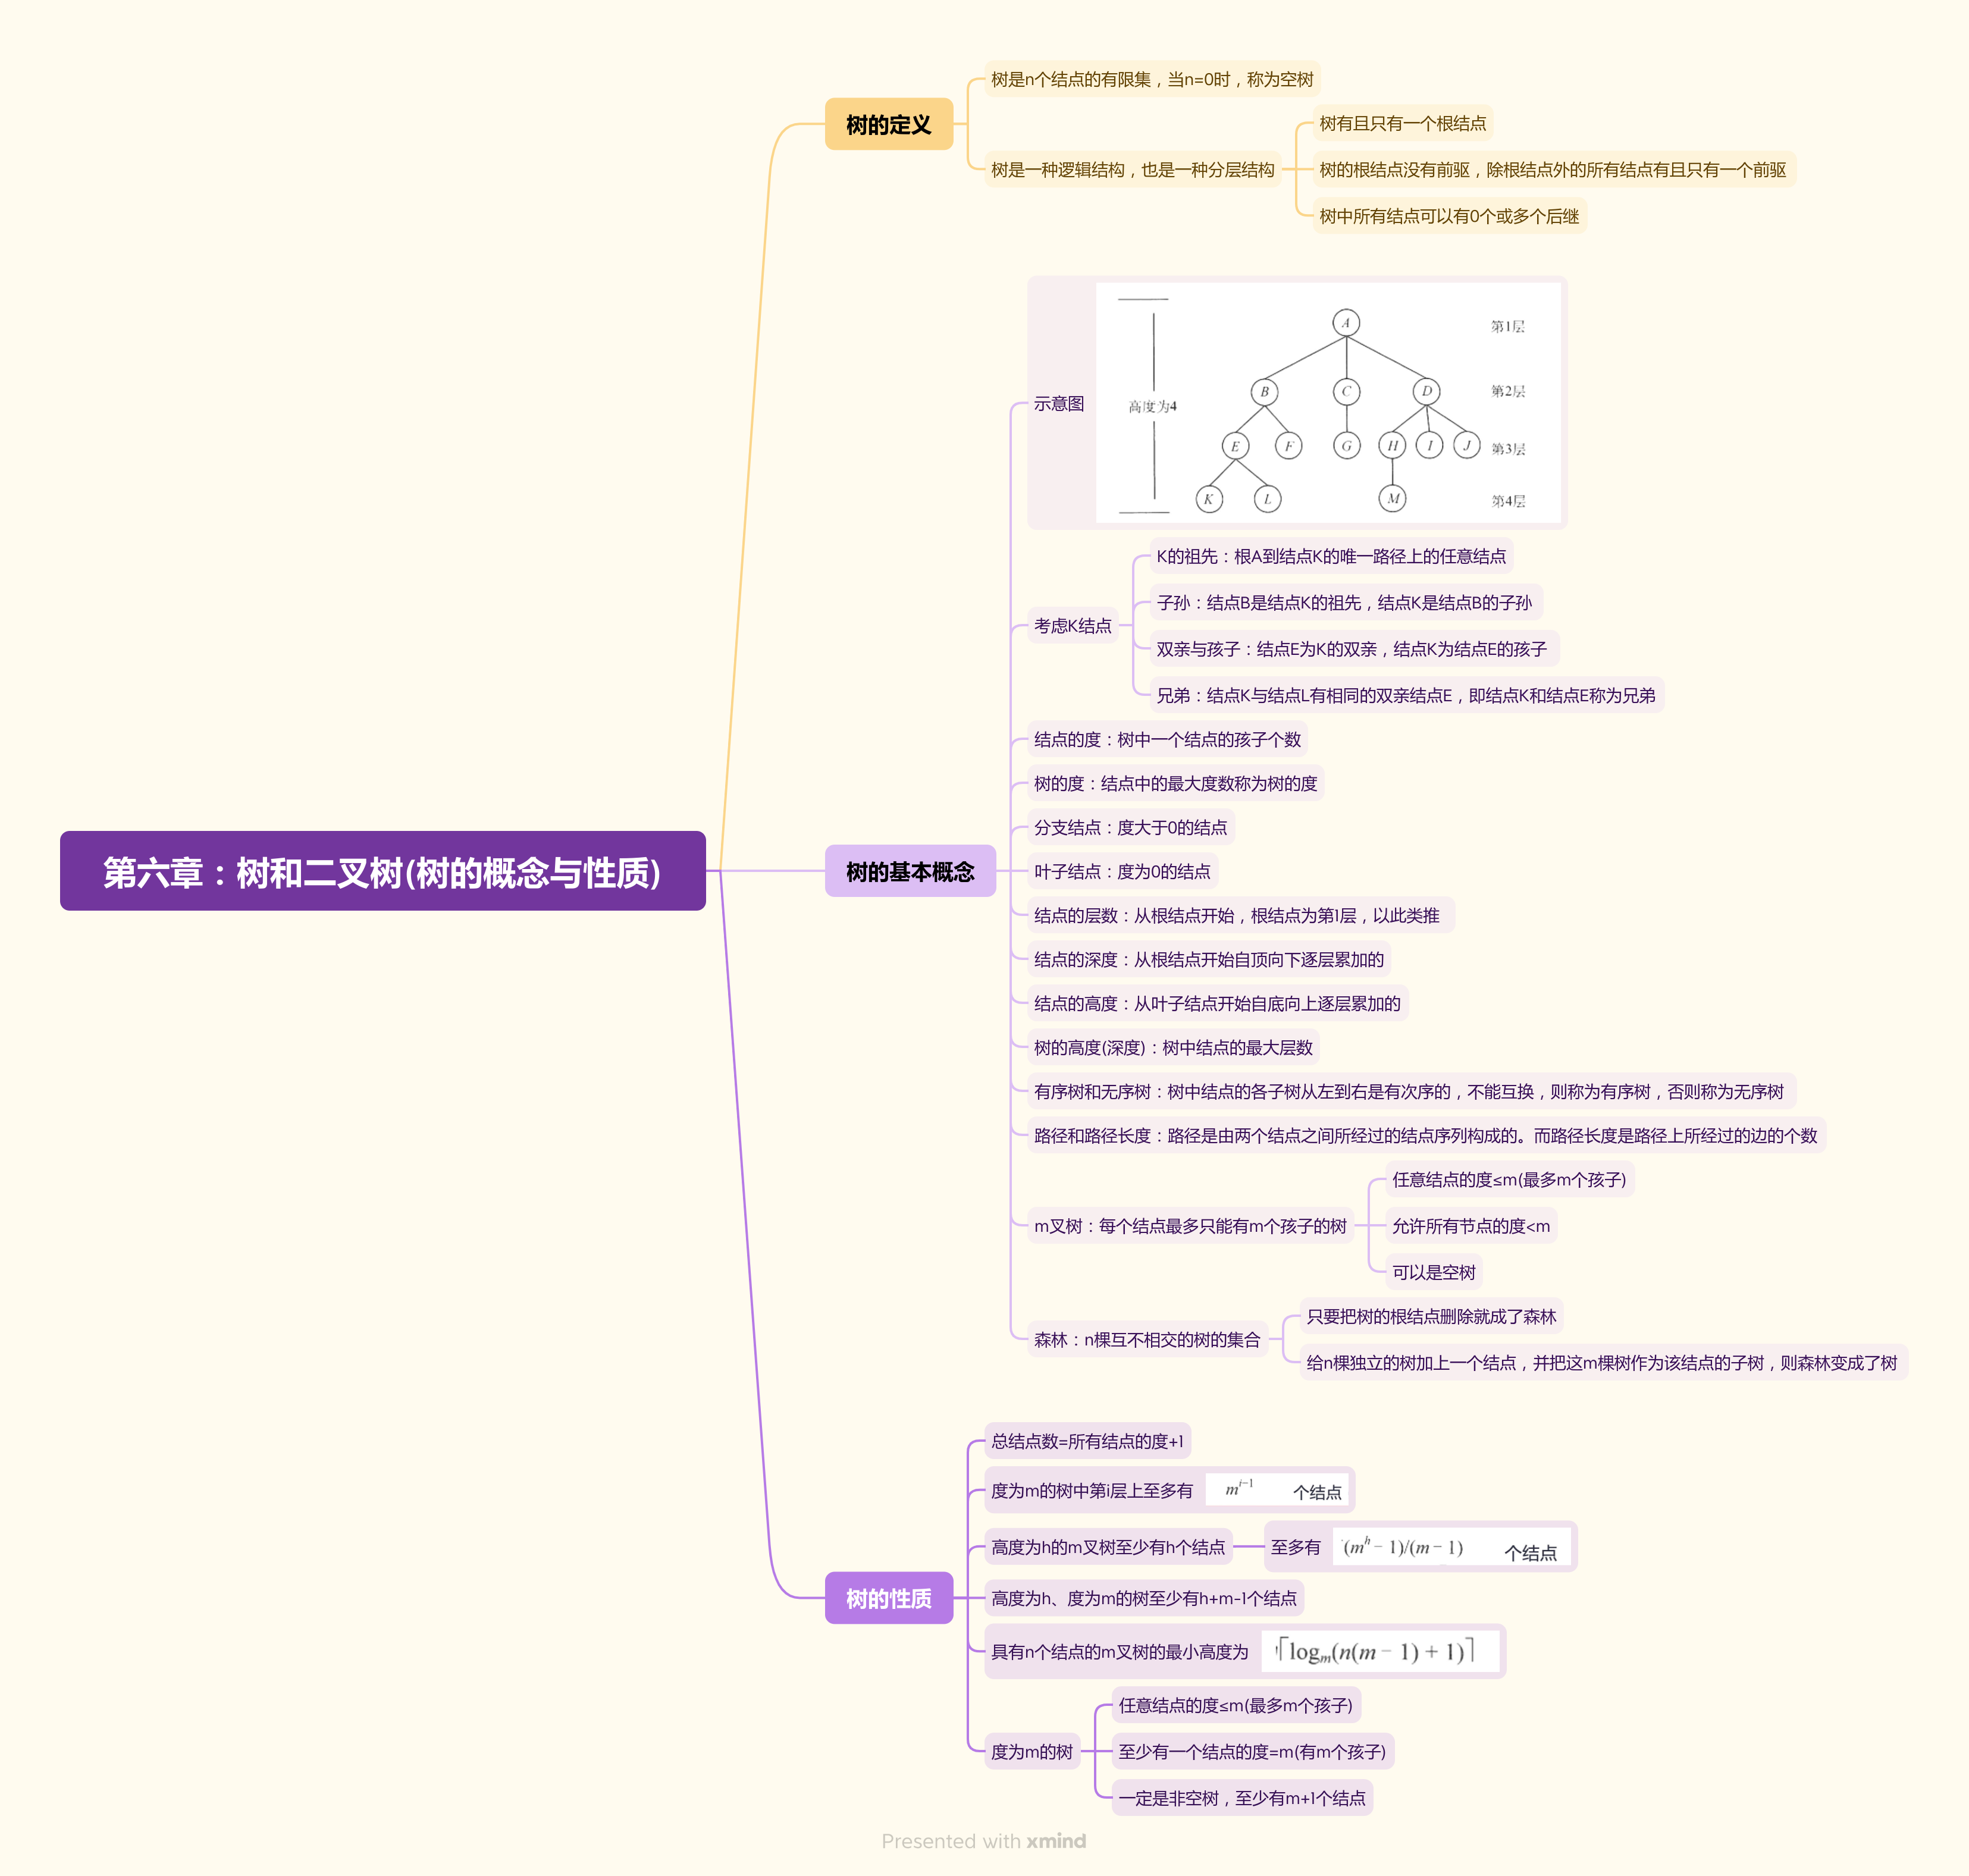 第六章：树和二叉树(树的概念与性质)
树的定义
树是n个结点的有限集，当n=0时，称为空树
树是一种逻辑结构，也是一种分层结构
树有且只有一个根结点
树的根结点没有前驱，除根结点外的所有结点有且只有一个前驱
树中所有结点可以有0个或多个后继
树的基本概念
示意图
高度为4
A 第1层
B C D 第2层
E F G H I J 第3层
K L M 第4层
考虑K结点
K的祖先：根A到结点K的唯一路径上的任意结点
子孙：结点B是结点K的祖先，结点K是结点B的子孙
双亲与孩子：结点E为K的双亲，结点K为结点E的孩子
兄弟：结点K与结点L有相同的双亲结点E，即结点K和结点E称为兄弟
结点的度：树中一个结点的孩子个数
树的度：结点中的最大度数称为树的度
分支结点：度大于0的结点
叶子结点：度为0的结点
结点的层数：从根结点开始，根结点为第1层，以此类推
结点的深度：从根结点开始自顶向下逐层累加的
结点的高度：从叶子结点开始自底向上逐层累加的
树的高度(深度)：树中结点的最大层数
有序树和无序树：树中结点的各子树从左到右是有次序的，不能互换，则称为有序树，否则称为无序树
路径和路径长度：路径是由两个结点之间所经过的结点序列构成的。而路径长度是路径上所经过的边的个数
m叉树：每个结点最多只能有m个孩子的树
任意结点的度≤m(最多m个孩子)
允许所有节点的度<m
可以是空树
森林：n棵互不相交的树的集合
只要把树的根结点删除就成了森林
给n棵独立的树加上一个结点，并把这m棵树作为该结点的子树，则森林变成了树
树的性质
总结点数=所有结点的度+1
度为m的树中第i层上至多有 m^{i-1} 个结点
高度为h的m叉树至少有h个结点
至多有 (m^h - 1)/(m - 1) 个结点
高度为h、度为m的树至少有h+m-1个结点
具有n个结点的m叉树的最小高度为 ⌈log_m(n(m - 1) + 1)⌉
度为m的树
任意结点的度≤m(最多m个孩子)
至少有一个结点的度=m(有m个孩子)
一定是非空树，至少有m+1个结点
Presented with xmind